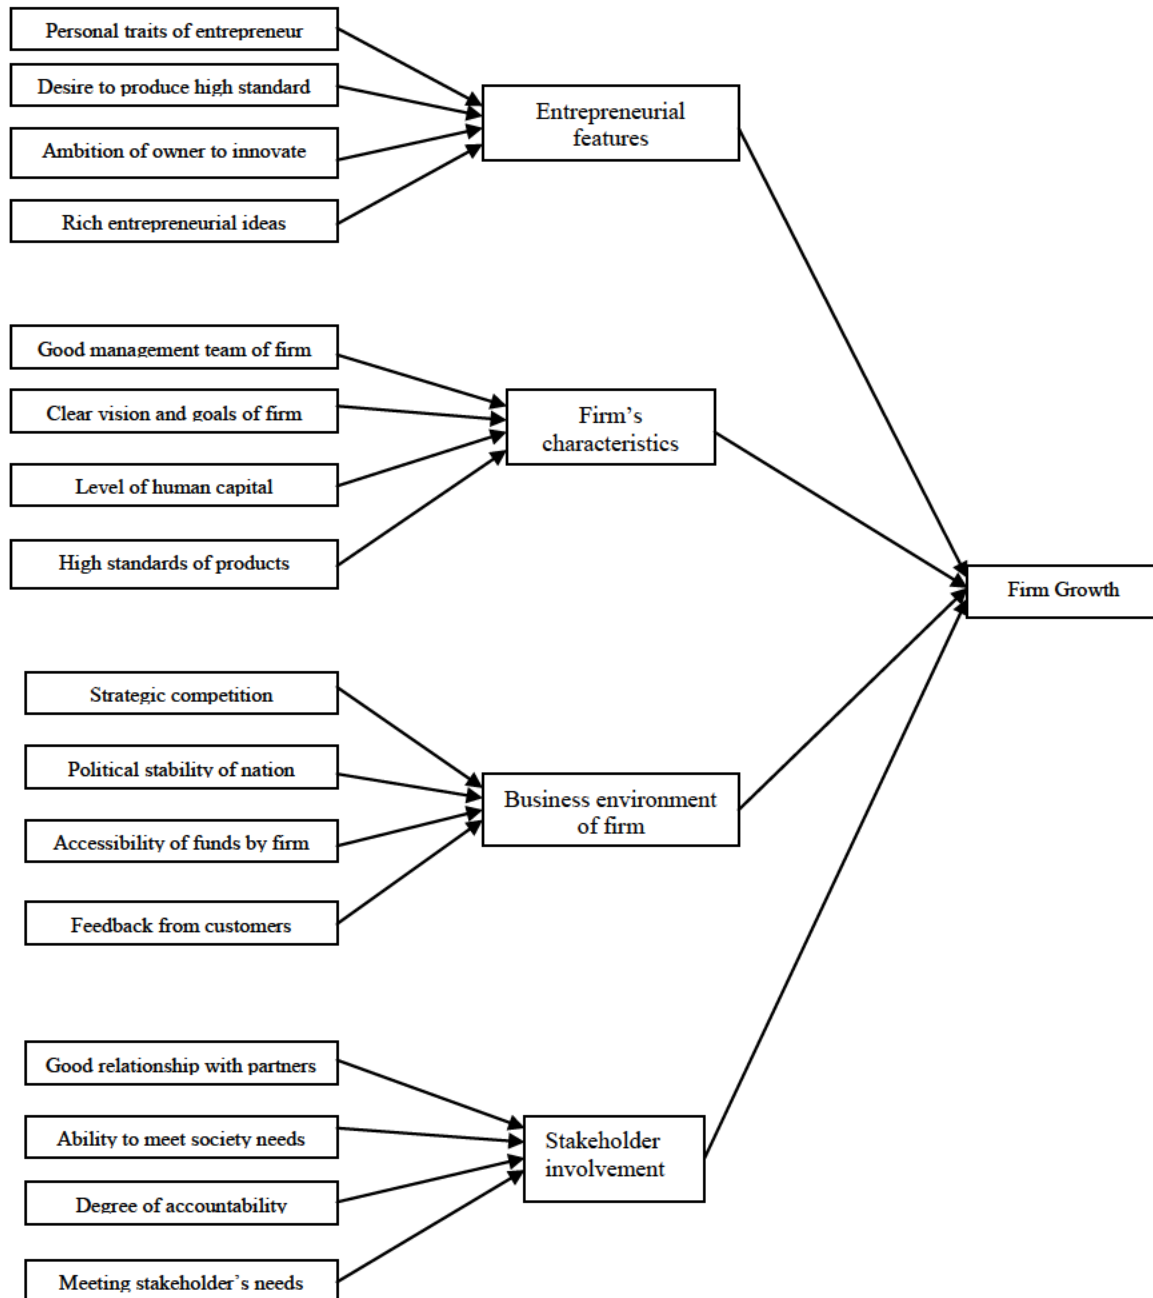 Personal traits of entrepreneur
Desire to produce high standard
Ambition of owner to innovate
Rich entrepreneurial ideas
Entrepreneurial
features
Good management team of firm
Clear vision and goals of firm
Level of human capital
High standards of products
Firm's
characteristics
Firm Growth
Strategic competition
Political stability of nation
Accessibility of funds by firm
Feedback from customers
Business environment
of firm
Good relationship with partners
Ability to meet society needs
Degree of accountability
Meeting stakeholder's needs
Stakeholder
involvement